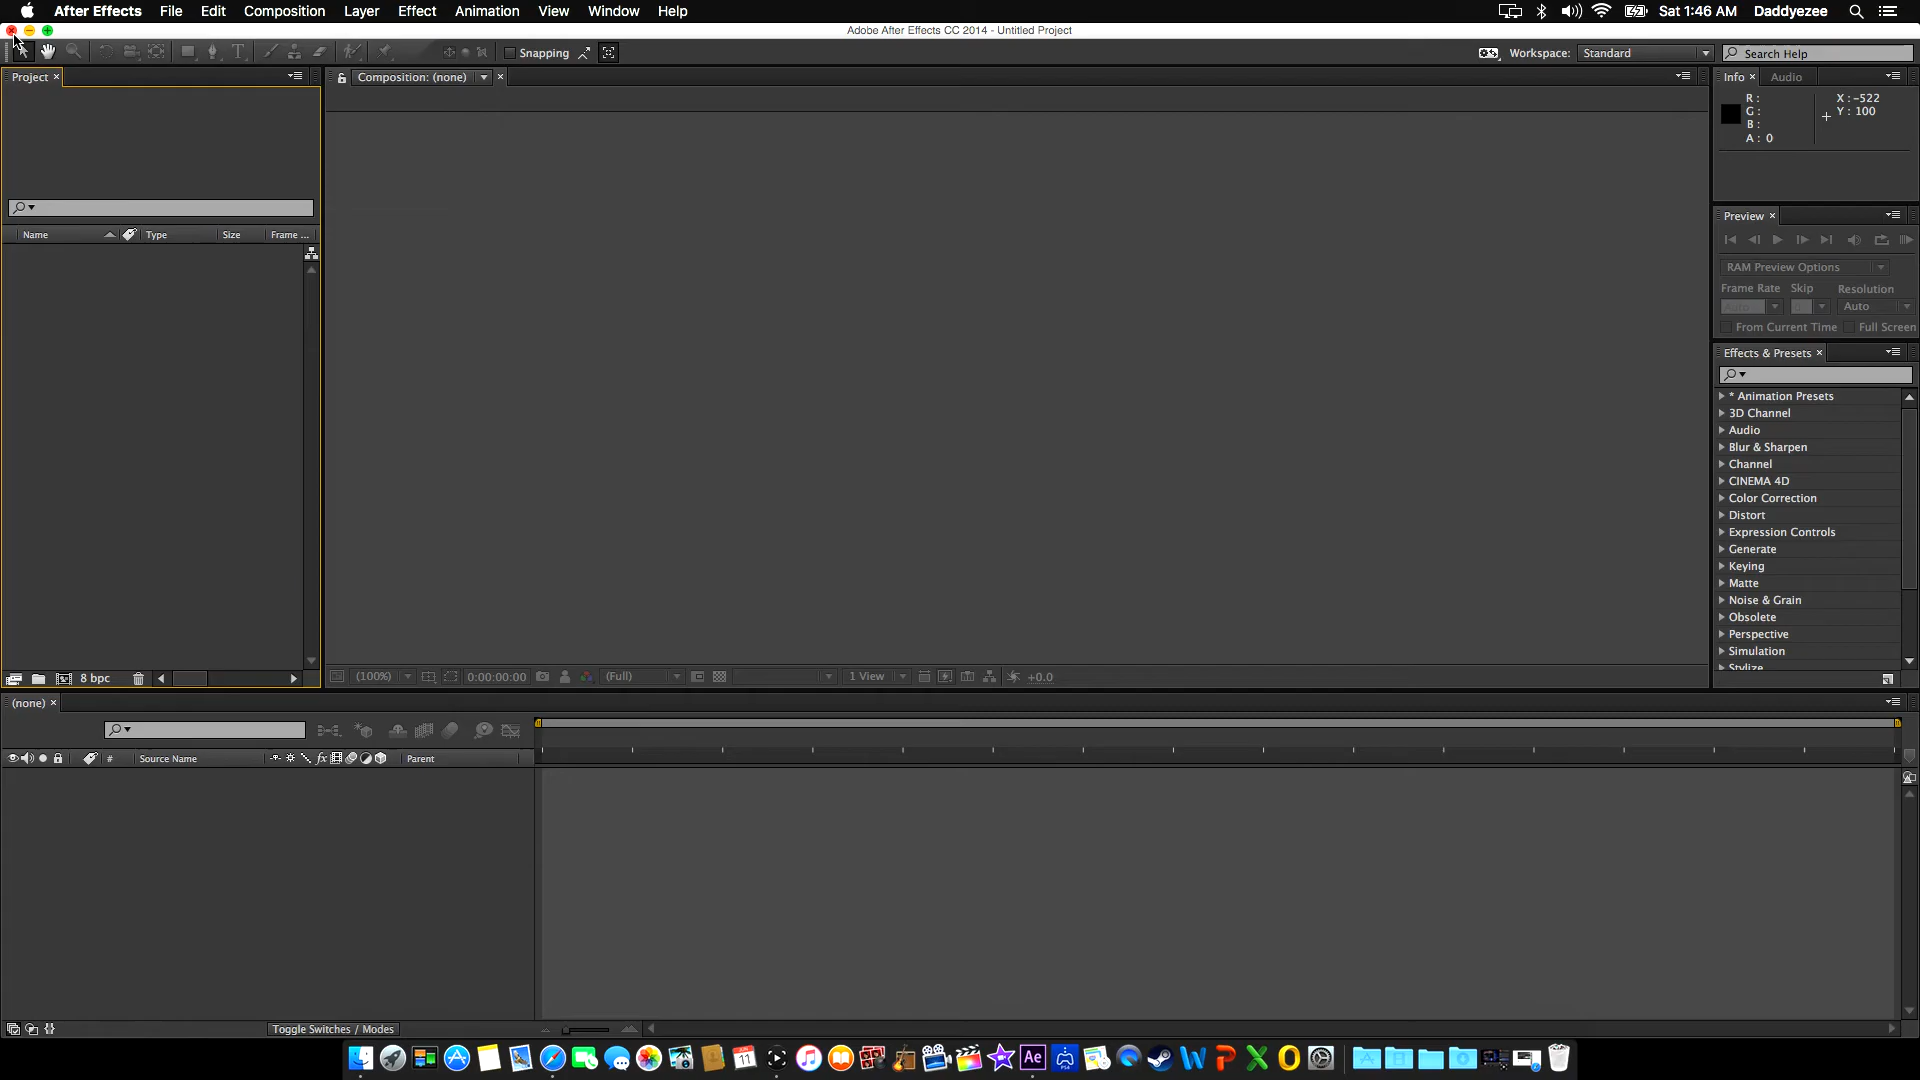 After Effects File Edit Composition Layer Effect Animation View Window Help Sat 1:46 AM Daddyezee
Adobe After Effects CC 2014 - Untitled Project
Snapping Workspace: Standard Search Help
Project Composition: (none) Info Audio
R :
G :
B :
A : 0
X : -522
Y : 100
Preview
Name Type Size Frame ...
RAM Preview Options
Frame Rate Skip Resolution
Auto
From Current Time Full Screen
Effects & Presets
* Animation Presets
3D Channel
Audio
Blur & Sharpen
Channel
CINEMA 4D
Color Correction
Distort
Expression Controls
Generate
Keying
Matte
Noise & Grain
Obsolete
Perspective
Simulation
Stylize
8 bpc (100%) 0:00:00:00 (Full) 1 View +0.0
(none)
# Source Name fx Parent
Toggle Switches / Modes
11
Ae
PS4